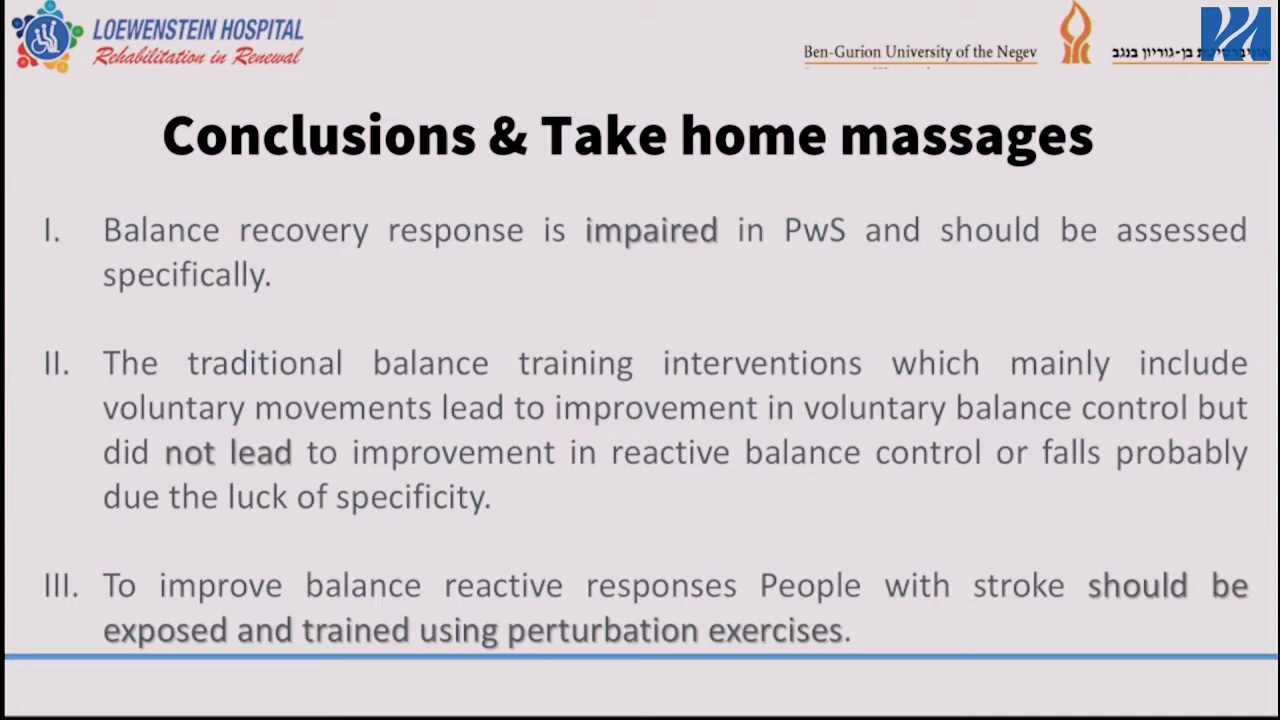 LOEWENSTEIN HOSPITAL
Rehabilitation in Renewal
Ben-Gurion University of the Negev
אוניברסיטת בן-גוריון בנגב
Conclusions & Take home massages
I. Balance recovery response is impaired in PwS and should be assessed
specifically.
II. The traditional balance training interventions which mainly include
voluntary movements lead to improvement in voluntary balance control but
did not lead to improvement in reactive balance control or falls probably
due the luck of specificity.
III. To improve balance reactive responses People with stroke should be
exposed and trained using perturbation exercises.